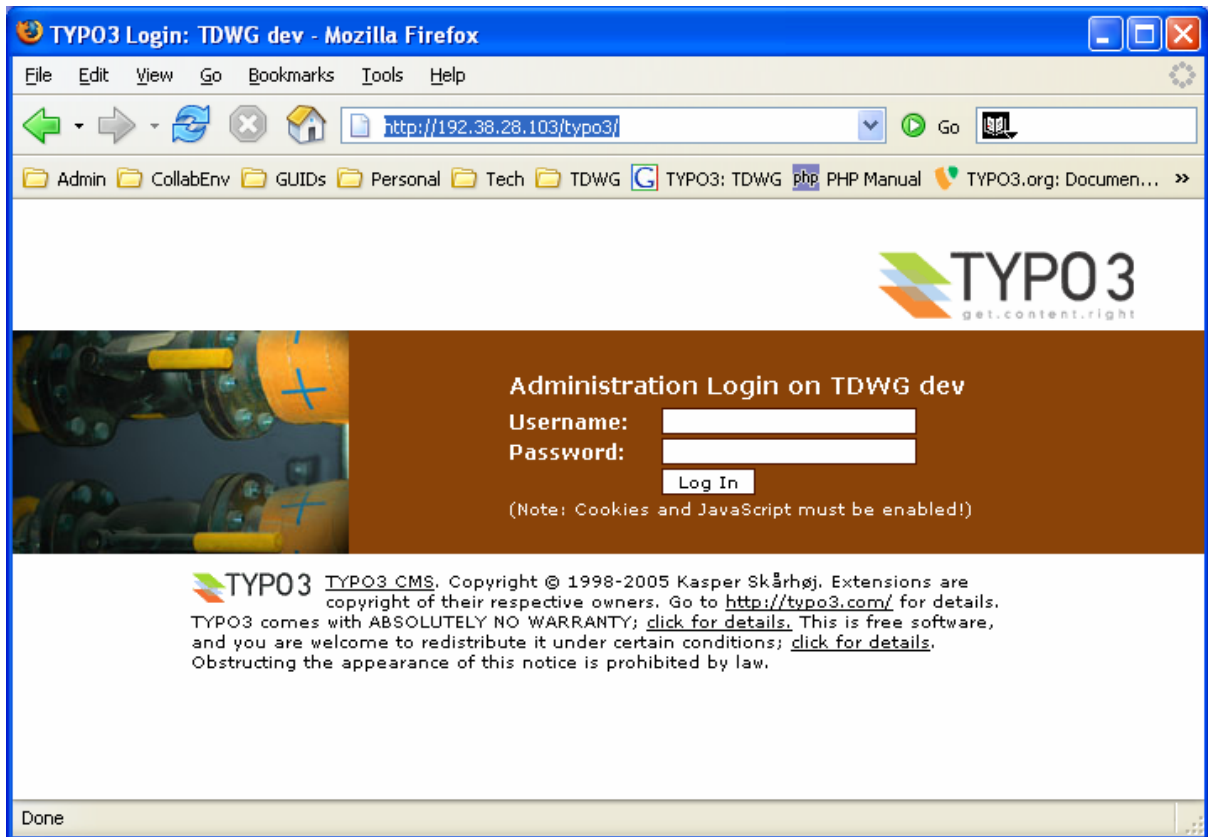 TYPO3 Login: TDWG dev - Mozilla Firefox
File Edit View Go Bookmarks Tools Help
http://192.38.28.103/typo3/ Go
Admin CollabEnv GUIDs Personal Tech TDWG G TYPO3: TDWG php PHP Manual TYPO3.org: Documen... »
TYPO3
get.content.right
Administration Login on TDWG dev
Username:
Password:
Log In
(Note: Cookies and JavaScript must be enabled!)
TYPO3 TYPO3 CMS. Copyright © 1998-2005 Kasper Skårhøj. Extensions are
copyright of their respective owners. Go to http://typo3.com/ for details.
TYPO3 comes with ABSOLUTELY NO WARRANTY; click for details. This is free software,
and you are welcome to redistribute it under certain conditions; click for details.
Obstructing the appearance of this notice is prohibited by law.
Done